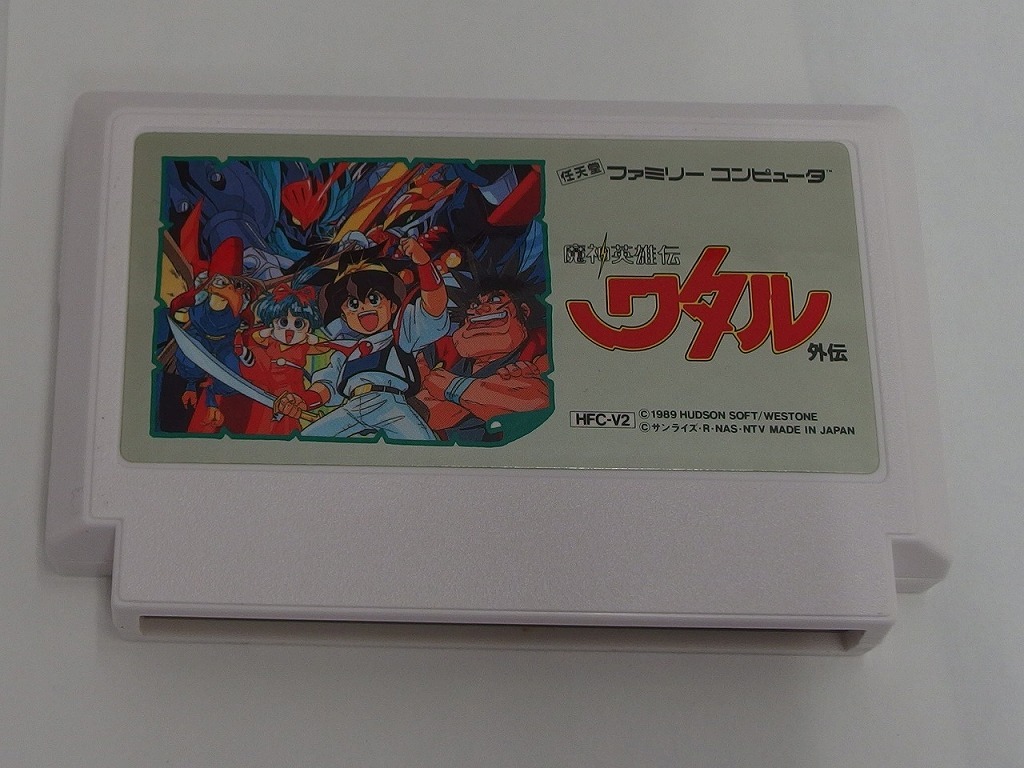 任天堂 ファミリー コンピュータ™
魔神英雄伝
ワタル
外伝
HFC-V2
©1989 HUDSON SOFT/WESTONE
©サンライズ・R・NAS・NTV MADE IN JAPAN